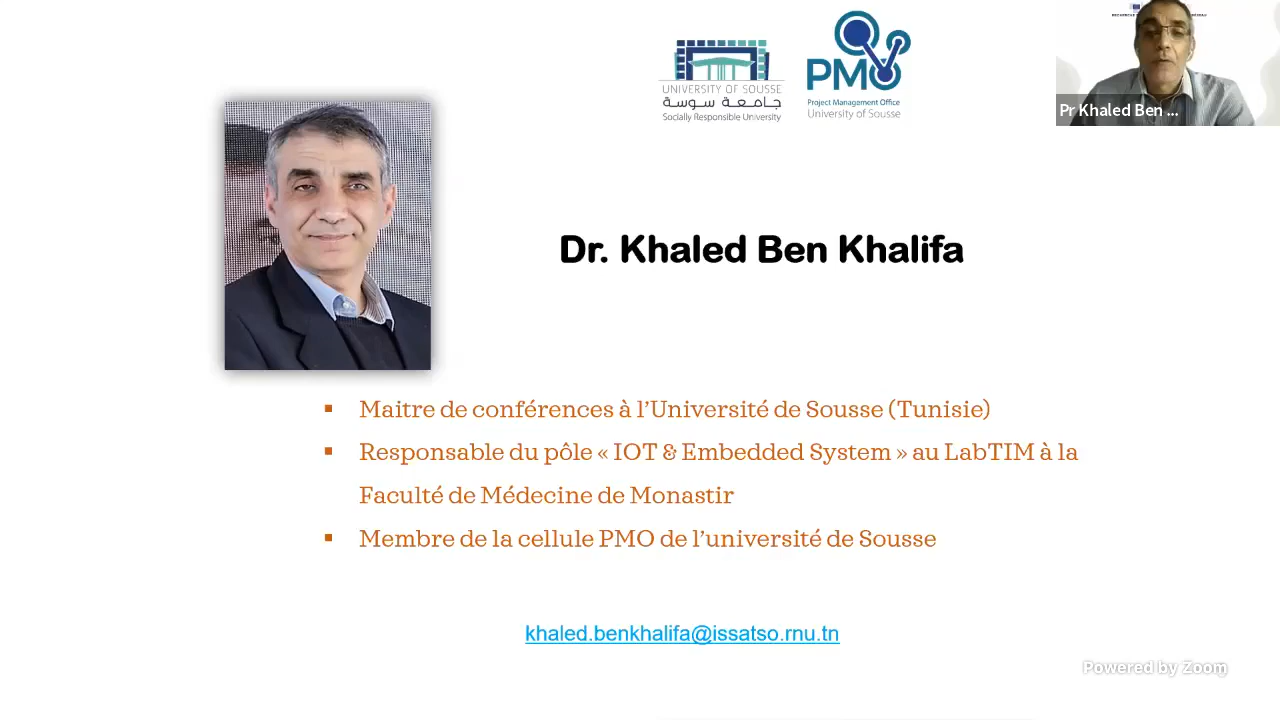 UNIVERSITY OF SOUSSE
جامعة سوسة
Socially Responsible University
PMO
Project Management Office
University of Sousse
Pr Khaled Ben ...
Dr. Khaled Ben Khalifa
▪ Maitre de conférences à l'Université de Sousse (Tunisie)
▪ Responsable du pôle « IOT & Embedded System » au LabTIM à la
Faculté de Médecine de Monastir
▪ Membre de la cellule PMO de l'université de Sousse
khaled.benkhalifa@issatso.rnu.tn
Powered by Zoom